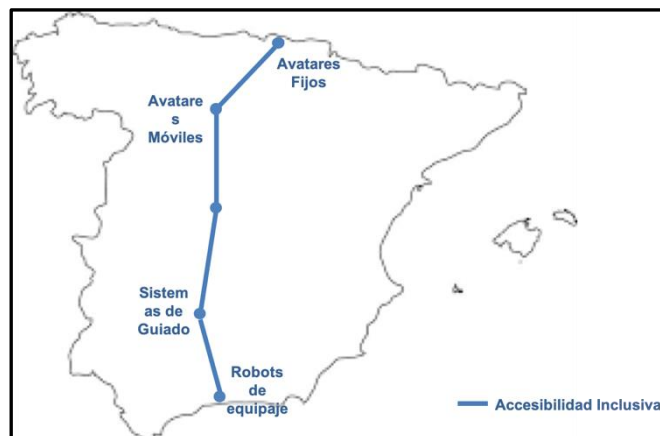 Avatares
Fijos
Avatare
s
Móviles
Sistem
as de
Guiado
Robots de
equipaje
Accesibilidad Inclusiva